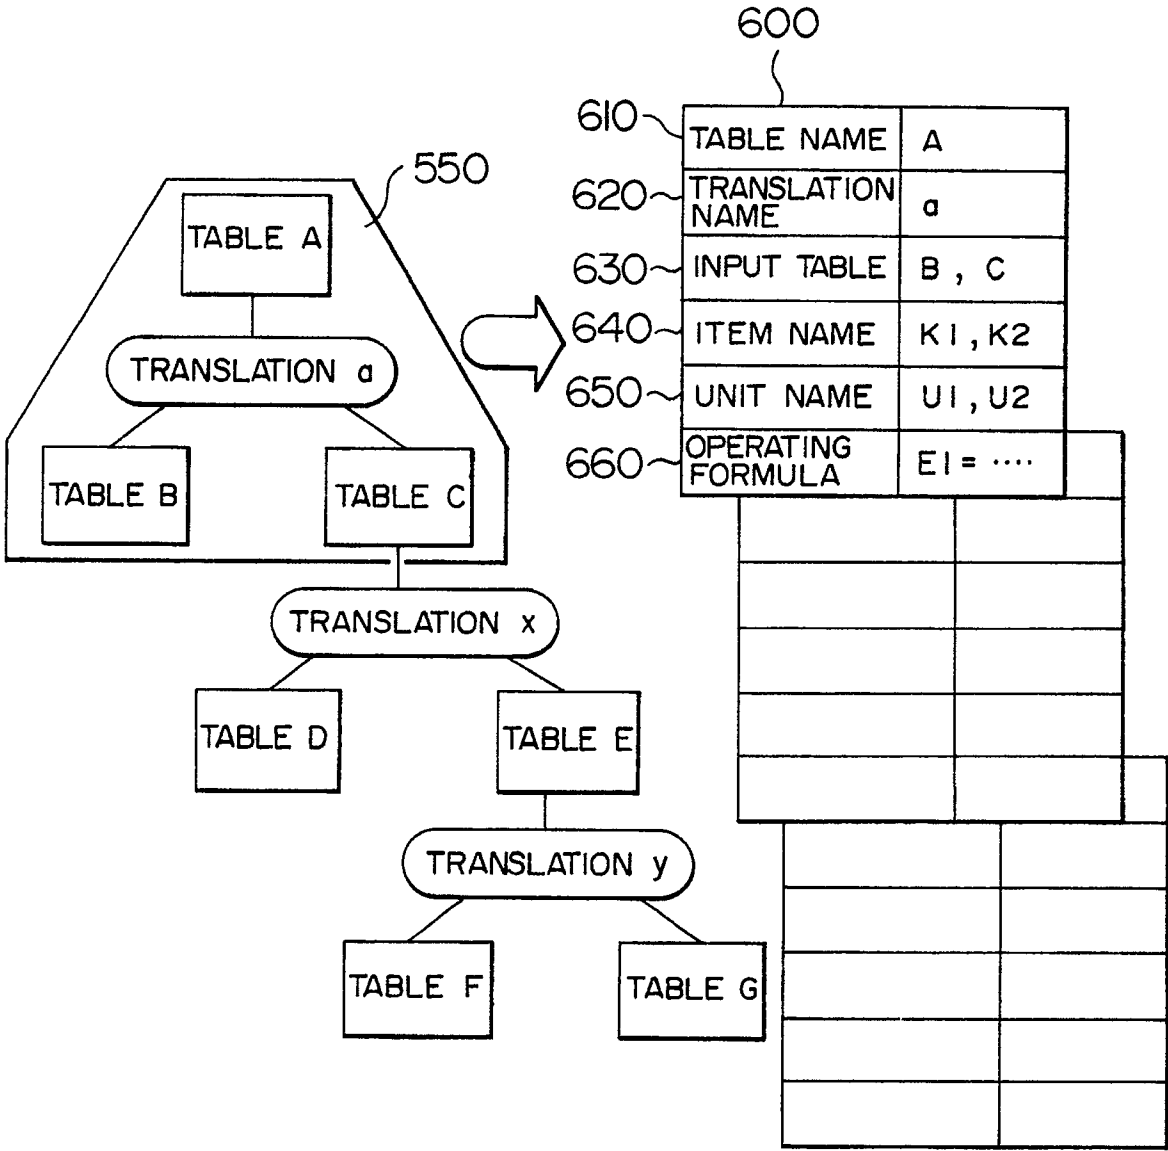 600
610
TABLE NAME A
620
TRANSLATION
NAME
a
630
INPUT TABLE B , C
640
ITEM NAME K1, K2
650
UNIT NAME U1, U2
660
OPERATING
FORMULA
E1 = ····
550
TABLE A
TRANSLATION a
TABLE B TABLE C
TRANSLATION x
TABLE D TABLE E
TRANSLATION y
TABLE F TABLE G